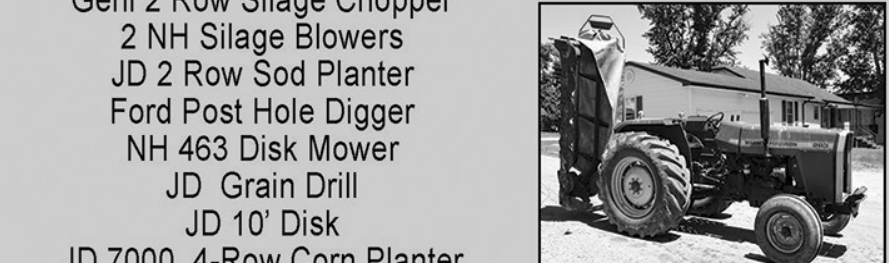 Gehl 2 Row Silage Chopper
2 NH Silage Blowers
JD 2 Row Sod Planter
Ford Post Hole Digger
NH 463 Disk Mower
JD Grain Drill
JD 10' Disk
JD 7000 4-Row Corn Planter